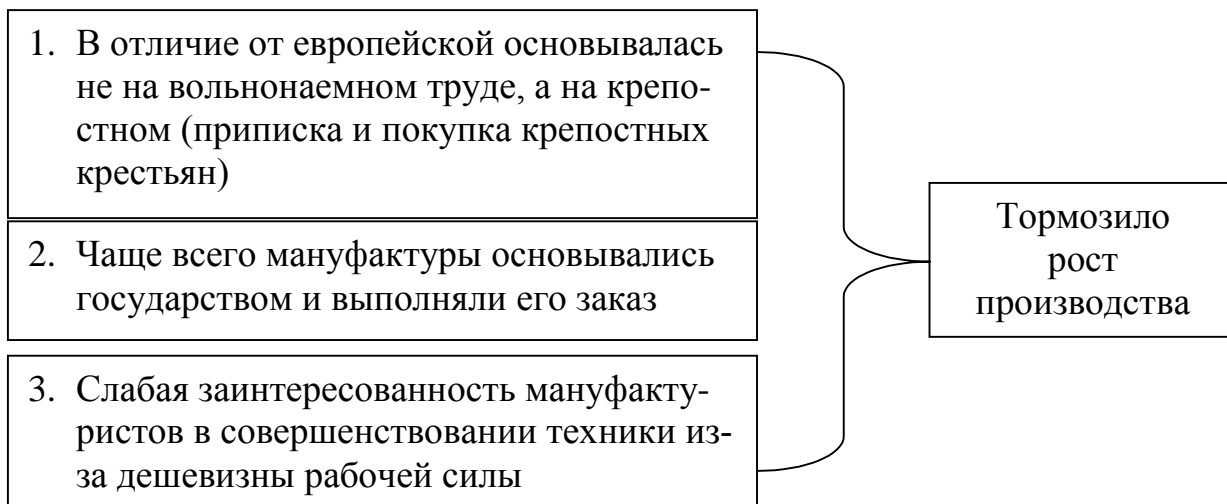 1. В отличие от европейской основывалась
не на вольнонаемном труде, а на крепо-
стном (приписка и покупка крепостных
крестьян)
2. Чаще всего мануфактуры основывались
государством и выполняли его заказ
3. Слабая заинтересованность мануфакту-
ристов в совершенствовании техники из-
за дешевизны рабочей силы
Тормозило
рост
производства